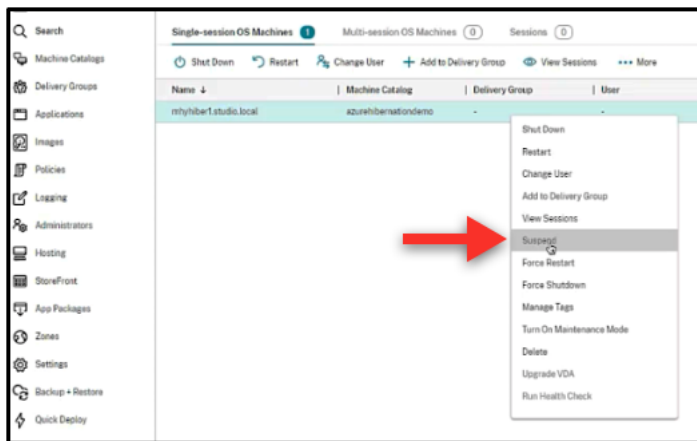 Search
Machine Catalogs
Delivery Groups
Applications
Images
Policies
Logging
Administrators
Hosting
StoreFront
App Packages
Zones
Settings
Backup + Restore
Quick Deploy
Single-session OS Machines 1 Multi-session OS Machines 0 Sessions 0
Shut Down Restart Change User Add to Delivery Group View Sessions ••• More
Name ↓ Machine Catalog Delivery Group User
mhyhiber1.studio.local azurehibernationdemo - -
Shut Down
Restart
Change User
Add to Delivery Group
View Sessions
Suspend
Force Restart
Force Shutdown
Manage Tags
Turn On Maintenance Mode
Delete
Upgrade VDA
Run Health Check